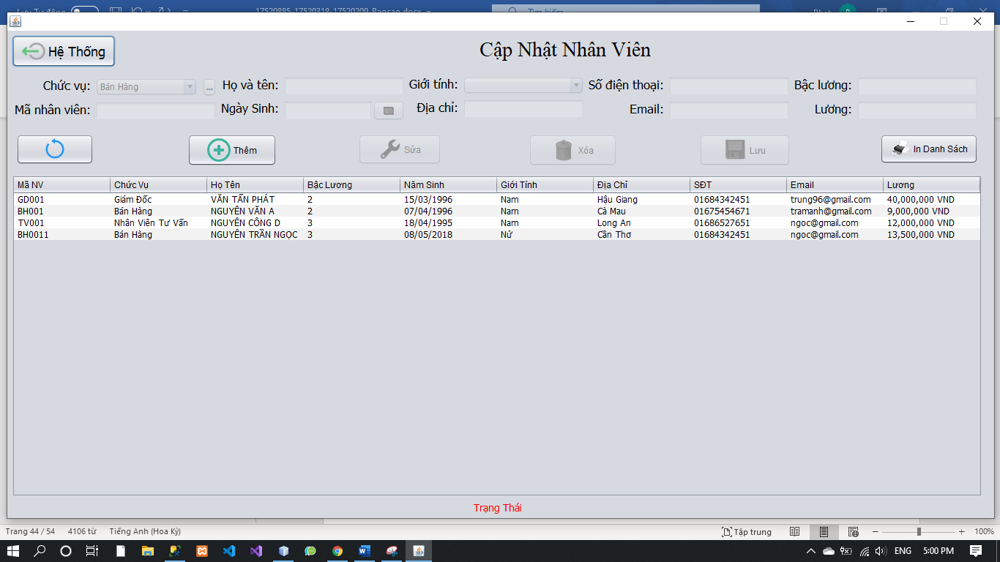 17520885_17520318_17520209_Baocao.docx
Tìm kiếm
Hệ Thống
Cập Nhật Nhân Viên
Chức vụ: Bán Hàng ... Họ và tên: Giới tính: Số điện thoại: Bậc lương:
Mã nhân viên: Ngày Sinh: Địa chỉ: Email: Lương:
Thêm Sửa Xóa Lưu In Danh Sách
Mã NV Chức Vụ Họ Tên Bậc Lương Năm Sinh Giới Tính Địa Chỉ SĐT Email Lương
GD001 Giám Đốc VĂN TẤN PHÁT 2 15/03/1996 Nam Hậu Giang 01684342451 trung96@gmail.com 40,000,000 VND
BH001 Bán Hàng NGUYỄN VĂN A 2 07/04/1996 Nam Cà Mau 01675454671 tramanh@gmail.com 9,000,000 VND
TV001 Nhân Viên Tư Vấn NGUYỄN CÔNG D 3 18/04/1995 Nam Long An 01686527651 ngoc@gmail.com 12,000,000 VND
BH0011 Bán Hàng NGUYỄN TRẦN NGỌC 3 08/05/2018 Nữ Cần Thơ 01684342451 ngoc@gmail.com 13,500,000 VND
Trạng Thái
Trang 44 / 54 4106 từ Tiếng Anh (Hoa Kỳ) Tập trung 100%
ENG 5:00 PM